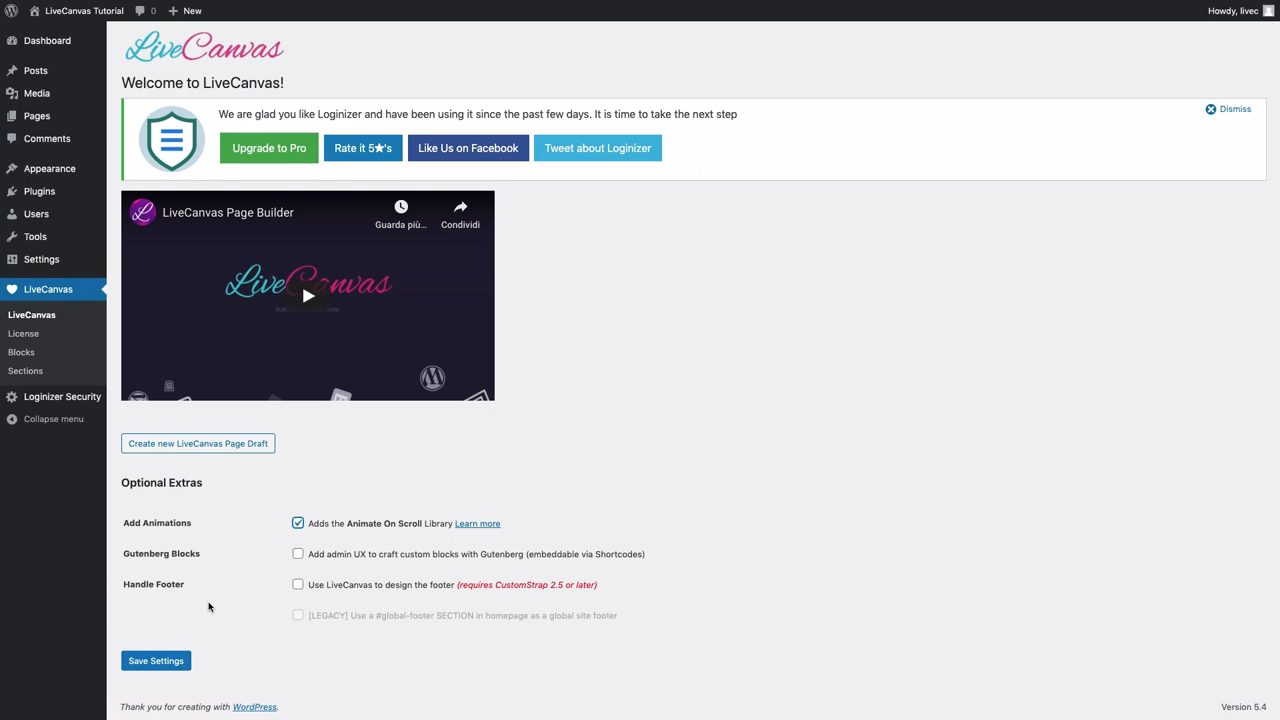 LiveCanvas Tutorial 0 New Howdy, livec
Dashboard
Posts
Media
Pages
Comments
Appearance
Plugins
Users
Tools
Settings
LiveCanvas
LiveCanvas
License
Blocks
Sections
Loginizer Security
Collapse menu
LiveCanvas
Welcome to LiveCanvas!
We are glad you like Loginizer and have been using it since the past few days. It is time to take the next step
Dismiss
Upgrade to Pro Rate it 5★'s Like Us on Facebook Tweet about Loginizer
LiveCanvas Page Builder
Guarda più... Condividi
LiveCanvas
Create new LiveCanvas Page Draft
Optional Extras
Add Animations Adds the Animate On Scroll Library Learn more
Gutenberg Blocks Add admin UX to craft custom blocks with Gutenberg (embeddable via Shortcodes)
Handle Footer Use LiveCanvas to design the footer (requires CustomStrap 2.5 or later)
[LEGACY] Use a #global-footer SECTION in homepage as a global site footer
Save Settings
Thank you for creating with WordPress. Version 5.4